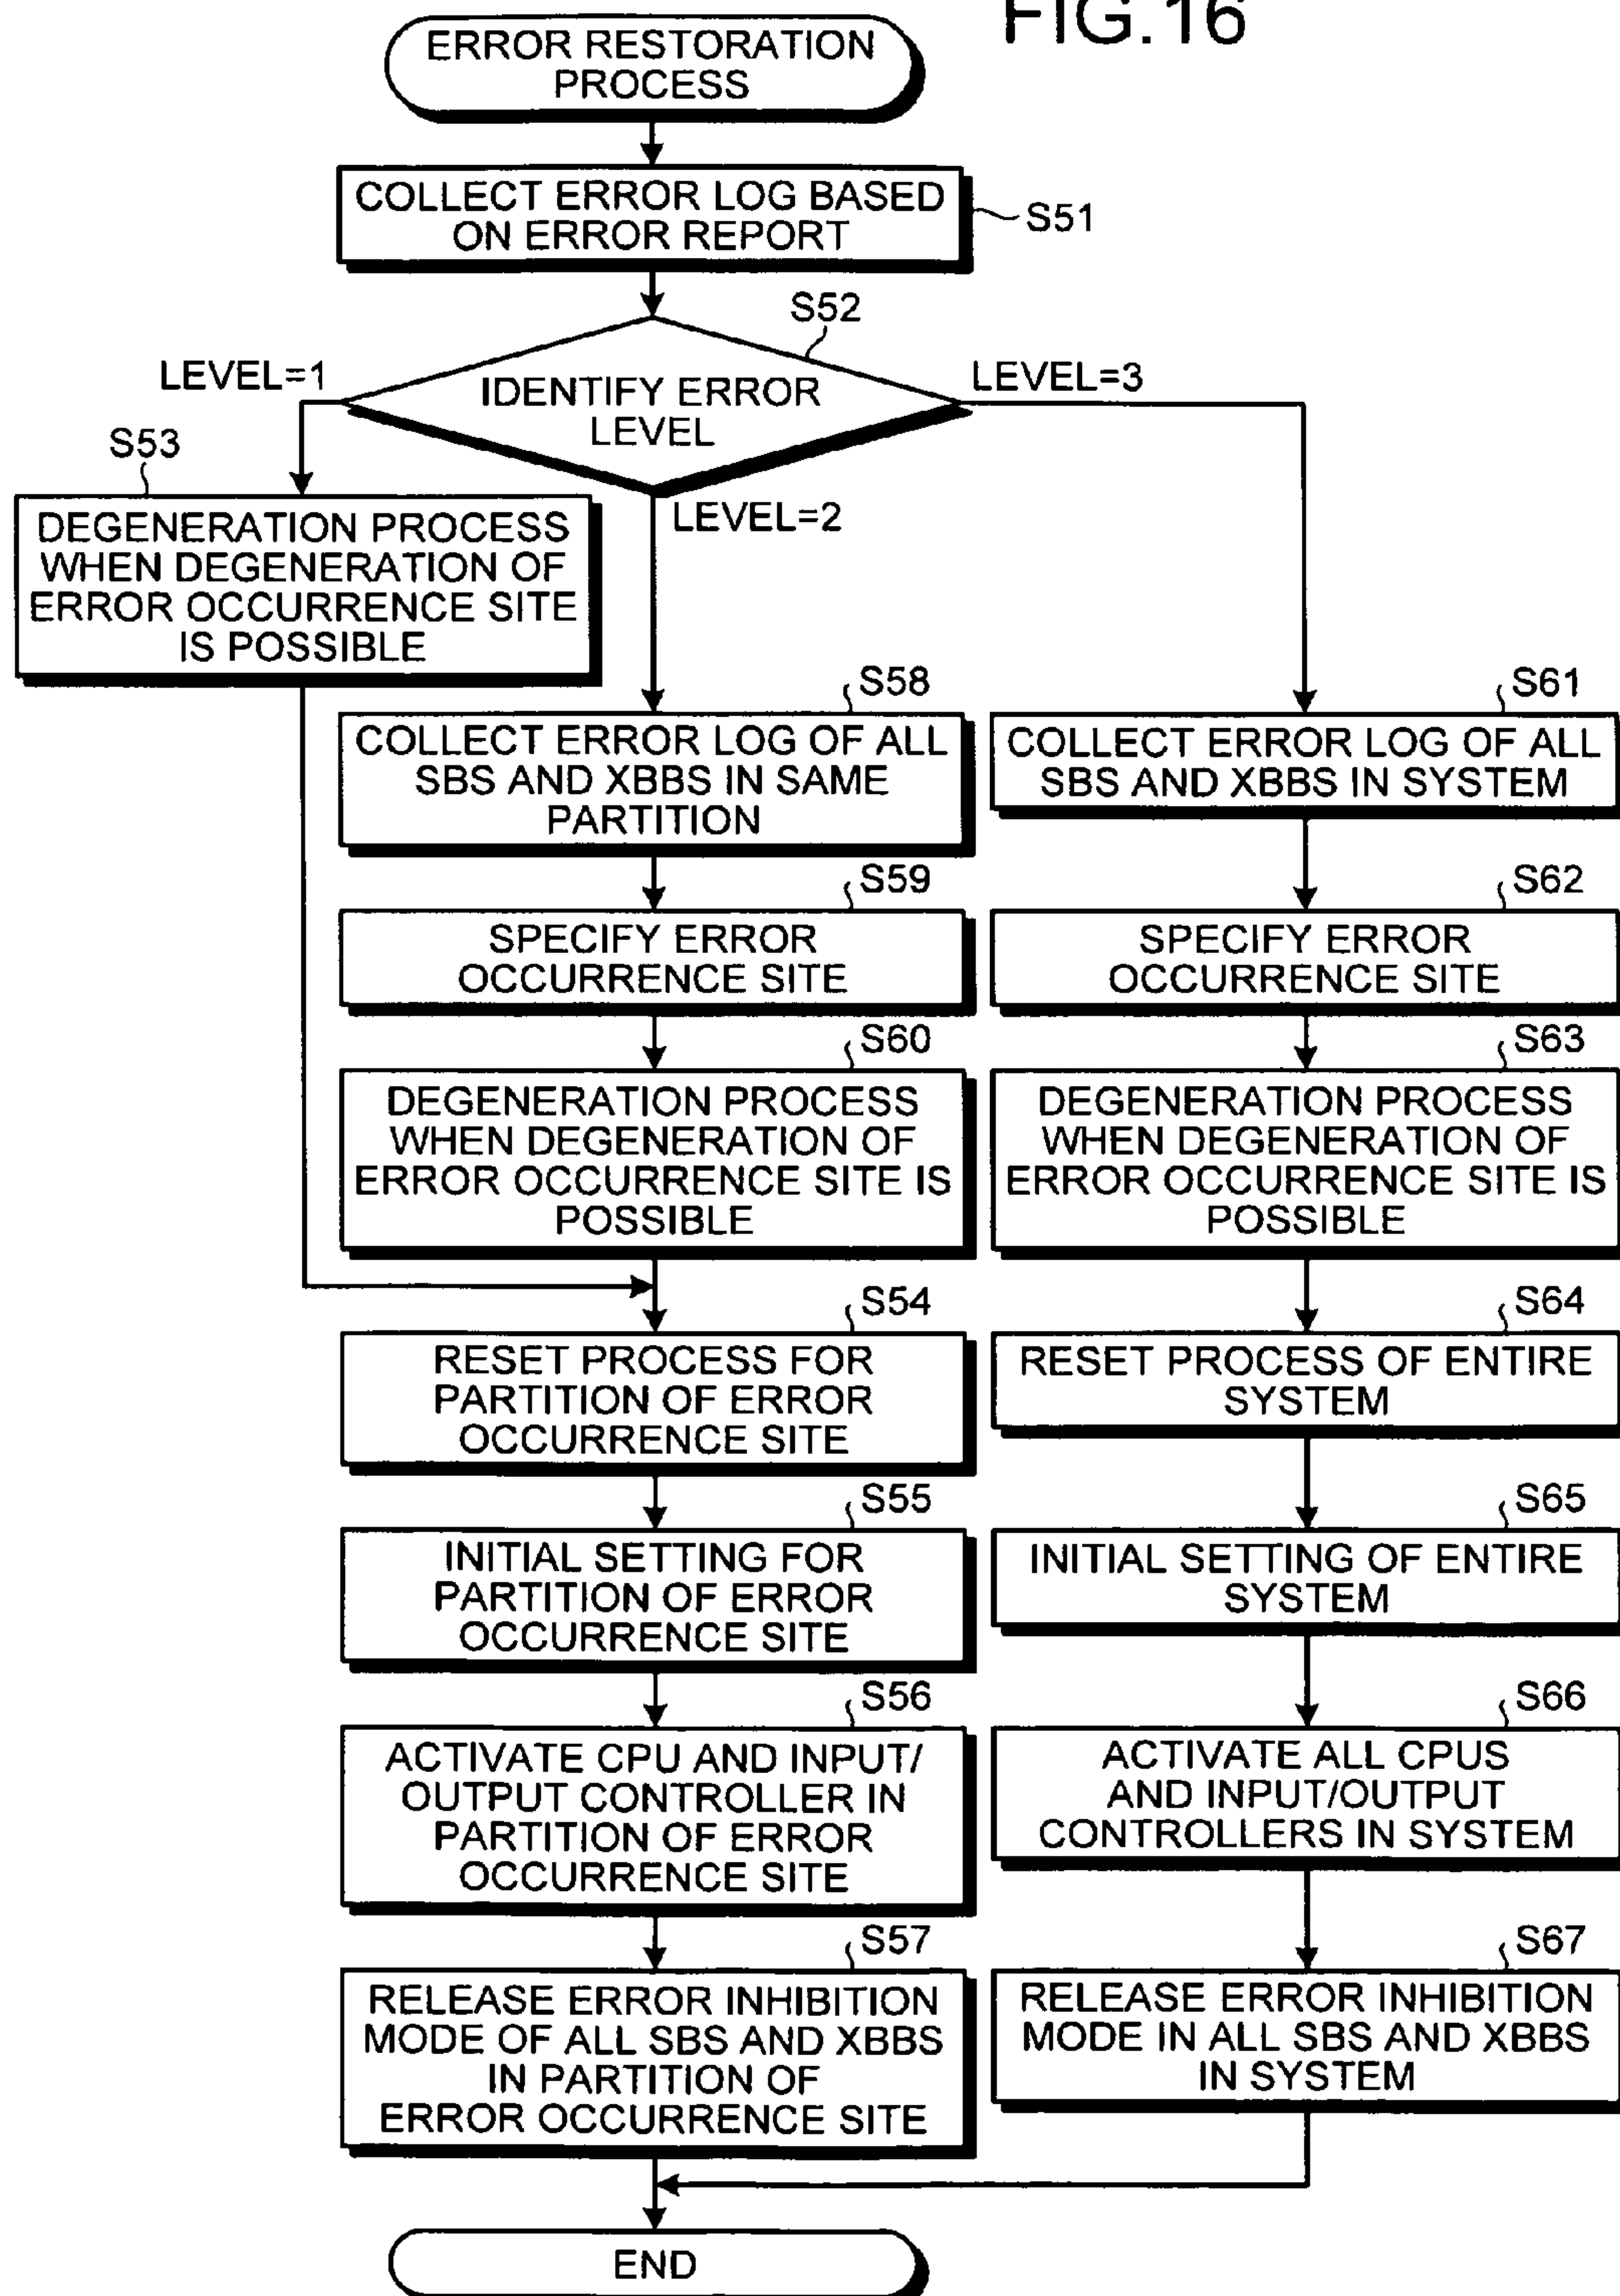 FIG.16
ERROR RESTORATION
PROCESS
COLLECT ERROR LOG BASED
ON ERROR REPORT
S51
S52
IDENTIFY ERROR
LEVEL
LEVEL=1
LEVEL=3
LEVEL=2
S53
DEGENERATION PROCESS
WHEN DEGENERATION OF
ERROR OCCURRENCE SITE
IS POSSIBLE
S58
COLLECT ERROR LOG OF ALL
SBS AND XBBS IN SAME
PARTITION
S59
SPECIFY ERROR
OCCURRENCE SITE
S60
DEGENERATION PROCESS
WHEN DEGENERATION OF
ERROR OCCURRENCE SITE IS
POSSIBLE
S54
RESET PROCESS FOR
PARTITION OF ERROR
OCCURRENCE SITE
S55
INITIAL SETTING FOR
PARTITION OF ERROR
OCCURRENCE SITE
S56
ACTIVATE CPU AND INPUT/
OUTPUT CONTROLLER IN
PARTITION OF ERROR
OCCURRENCE SITE
S57
RELEASE ERROR INHIBITION
MODE OF ALL SBS AND XBBS
IN PARTITION OF
ERROR OCCURRENCE SITE
S61
COLLECT ERROR LOG OF ALL
SBS AND XBBS IN SYSTEM
S62
SPECIFY ERROR
OCCURRENCE SITE
S63
DEGENERATION PROCESS
WHEN DEGENERATION OF
ERROR OCCURRENCE SITE IS
POSSIBLE
S64
RESET PROCESS OF ENTIRE
SYSTEM
S65
INITIAL SETTING OF ENTIRE
SYSTEM
S66
ACTIVATE ALL CPUS
AND INPUT/OUTPUT
CONTROLLERS IN SYSTEM
S67
RELEASE ERROR INHIBITION
MODE IN ALL SBS AND XBBS
IN SYSTEM
END